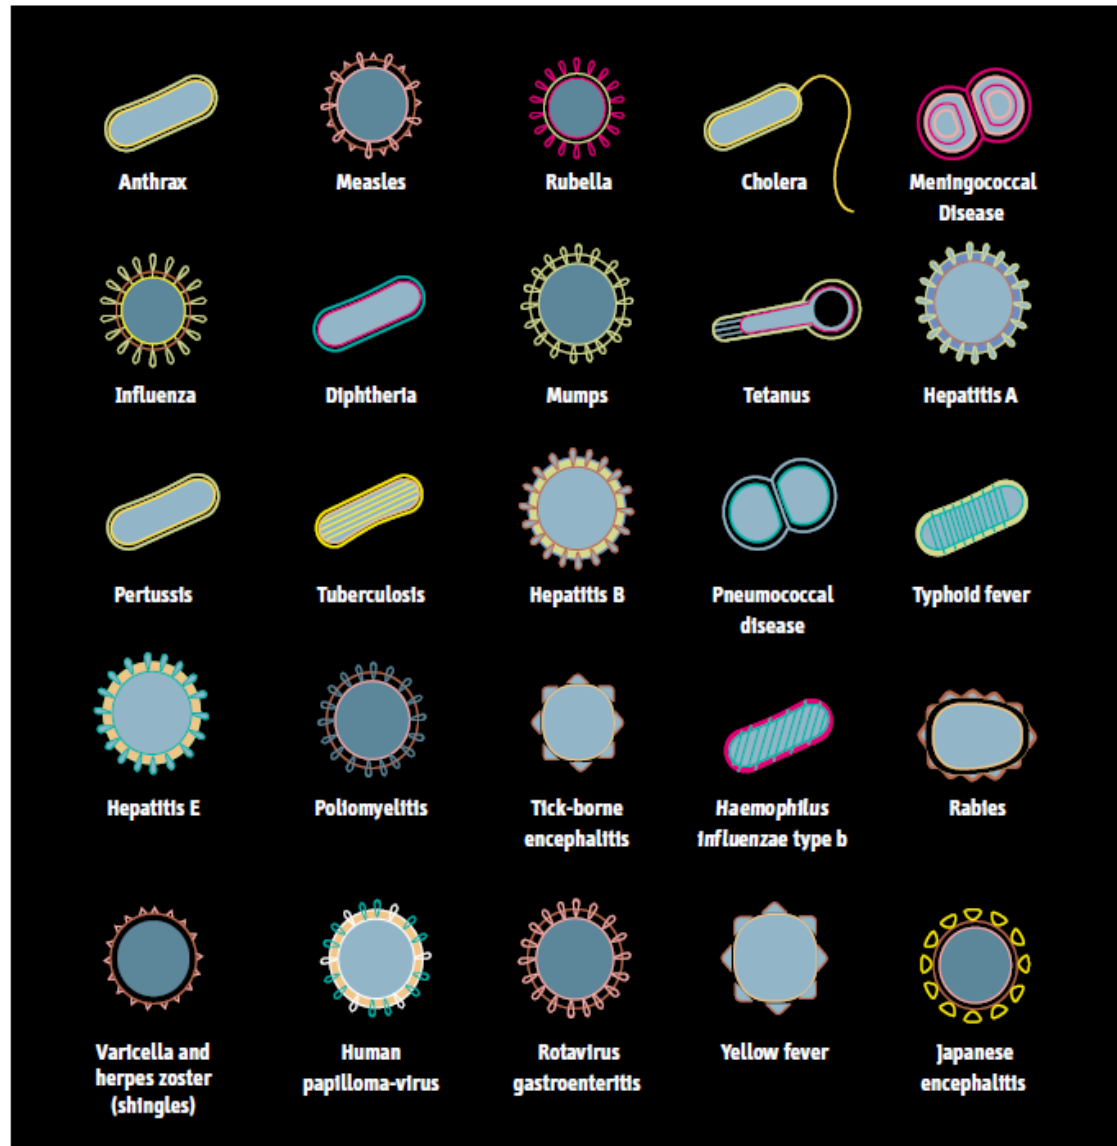 Anthrax
Measles
Rubella
Cholera
Meningococcal
Disease
Influenza
Diphtheria
Mumps
Tetanus
Hepatitis A
Pertussis
Tuberculosis
Hepatitis B
Pneumococcal
disease
Typhoid fever
Hepatitis E
Poliomyelitis
Tick-borne
encephalitis
Haemophilus
influenzae type b
Rabies
Varicella and
herpes zoster
(shingles)
Human
papilloma-virus
Rotavirus
gastroenteritis
Yellow fever
Japanese
encephalitis